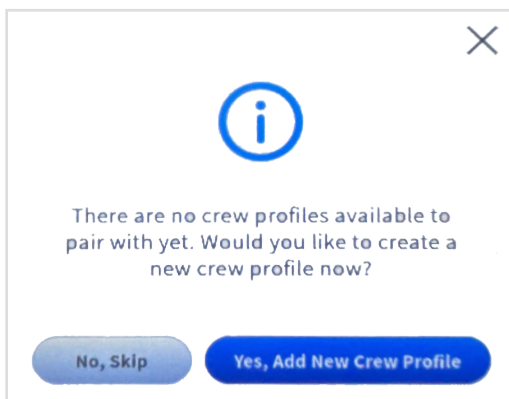 There are no crew profiles available to
pair with yet. Would you like to create a
new crew profile now?
No, Skip
Yes, Add New Crew Profile